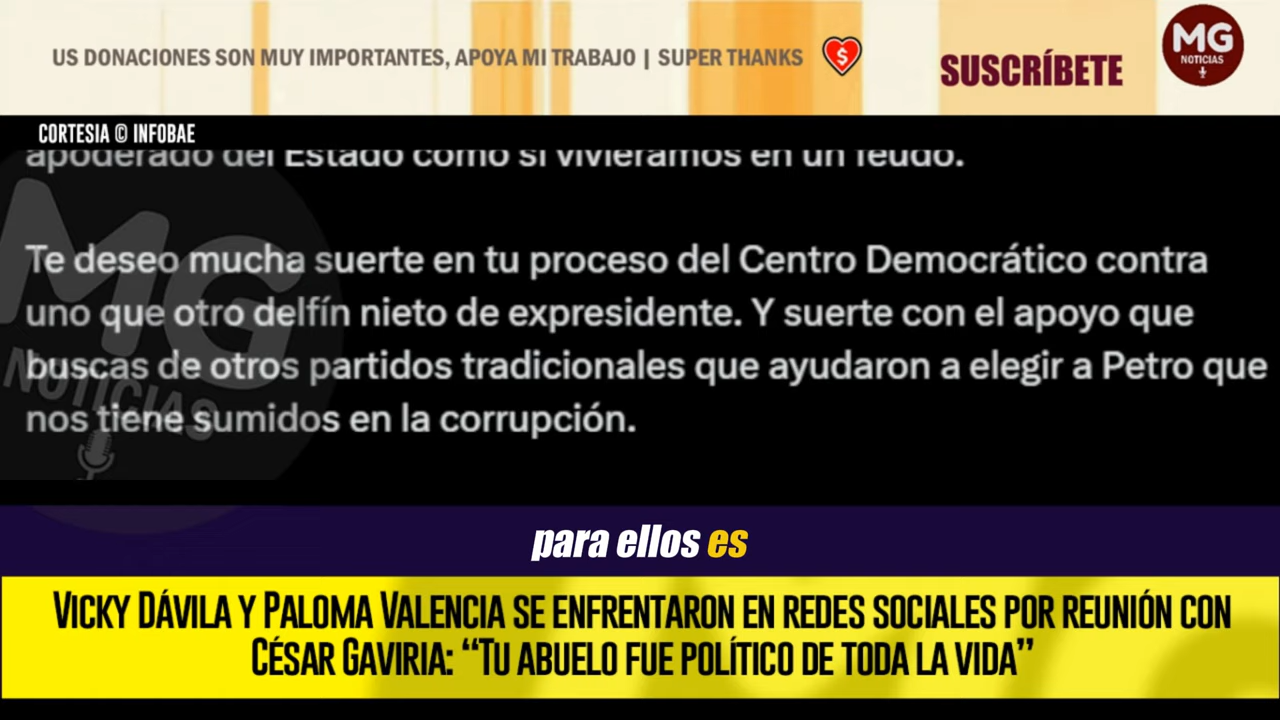 US DONACIONES SON MUY IMPORTANTES, APOYA MI TRABAJO | SUPER THANKS
SUSCRÍBETE
MG
NOTICIAS
CORTESIA © INFOBAE
apoderado del Estado como si viviéramos en un feudo.
Te deseo mucha suerte en tu proceso del Centro Democrático contra
uno que otro delfín nieto de expresidente. Y suerte con el apoyo que
buscas de otros partidos tradicionales que ayudaron a elegir a Petro que
nos tiene sumidos en la corrupción.
MG
NOTICIAS
para ellos es
VICKY DÁVILA Y PALOMA VALENCIA SE ENFRENTARON EN REDES SOCIALES POR REUNIÓN CON
CÉSAR GAVIRIA: “TU ABUELO FUE POLÍTICO DE TODA LA VIDA”